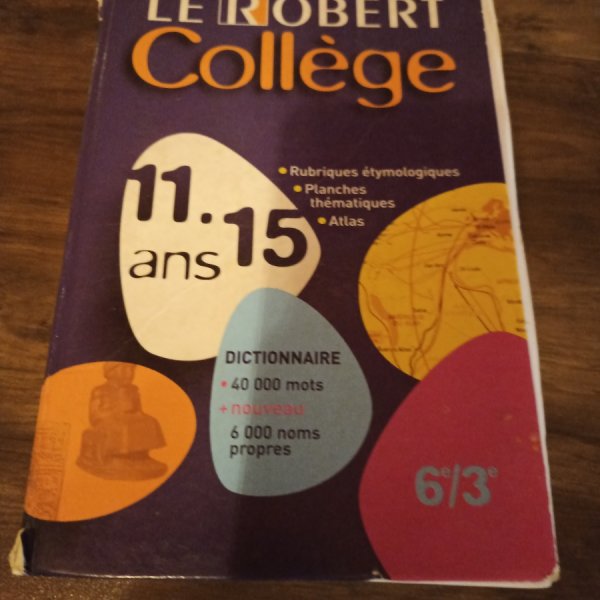 LE ROBERT
Collège
11.15
ans
• Rubriques étymologiques
• Planches
thématiques
• Atlas
DICTIONNAIRE
• 40 000 mots
+ nouveau
6 000 noms
propres
6e/3e